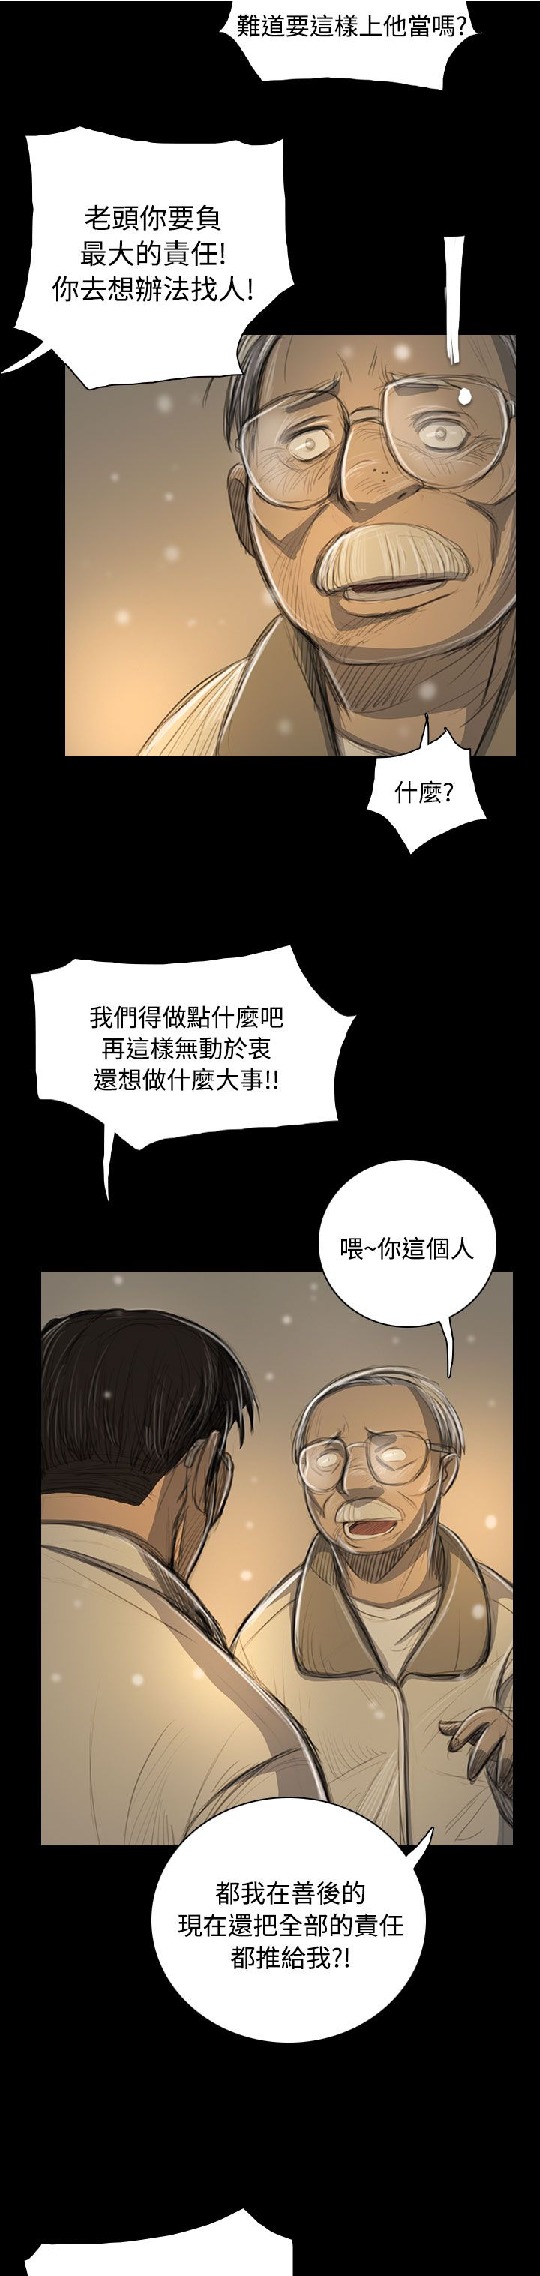 難道要這樣上他當嗎?
老頭你要負
最大的責任!
你去想辦法找人!
什麼?
我們得做點什麼吧
再這樣無動於衷
還想做什麼大事!!
喂~你這個人
都我在善後的
現在還把全部的責任
都推給我?!